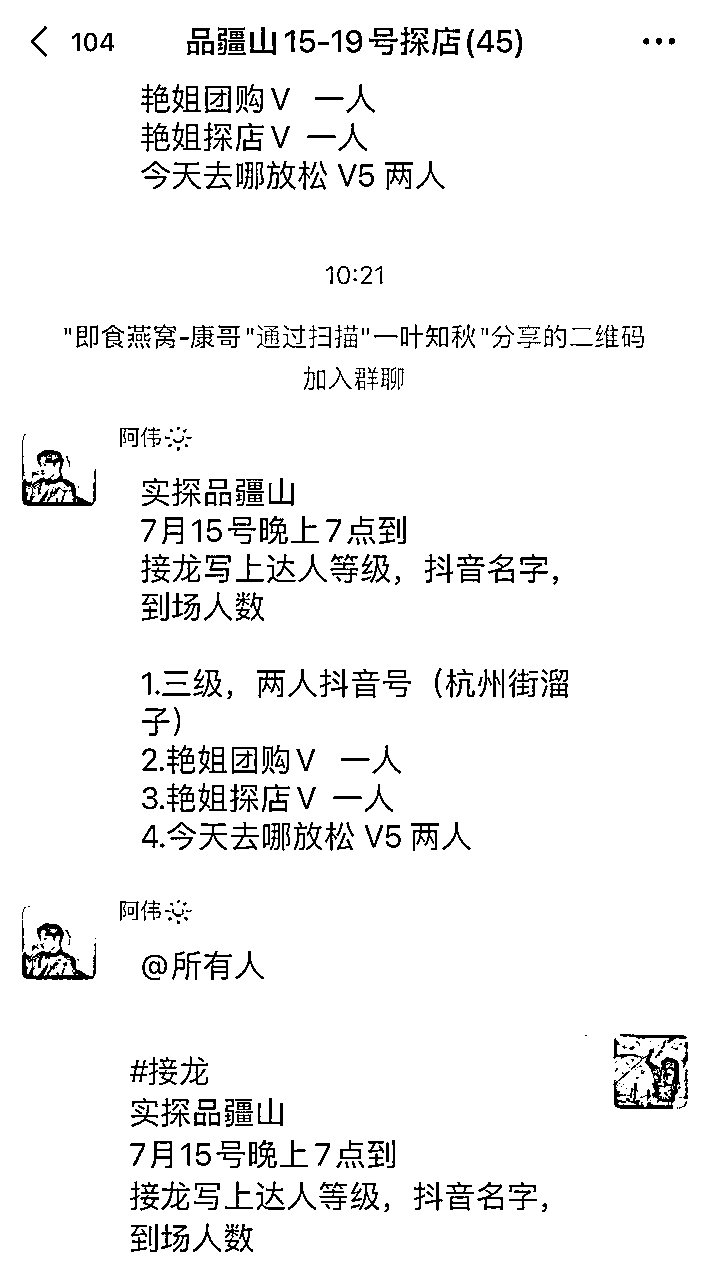 104 品疆山15-19号探店(45)
艳姐团购V 一人
艳姐探店V 一人
今天去哪放松 V5 两人
10:21
"即食燕窝-康哥"通过扫描"一叶知秋"分享的二维码
加入群聊
阿伟
实探品疆山
7月15号晚上7点到
接龙写上达人等级，抖音名字，
到场人数
1.三级，两人抖音号（杭州街溜
子）
2.艳姐团购V 一人
3.艳姐探店V 一人
4.今天去哪放松 V5 两人
阿伟
@所有人
#接龙
实探品疆山
7月15号晚上7点到
接龙写上达人等级，抖音名字，
到场人数